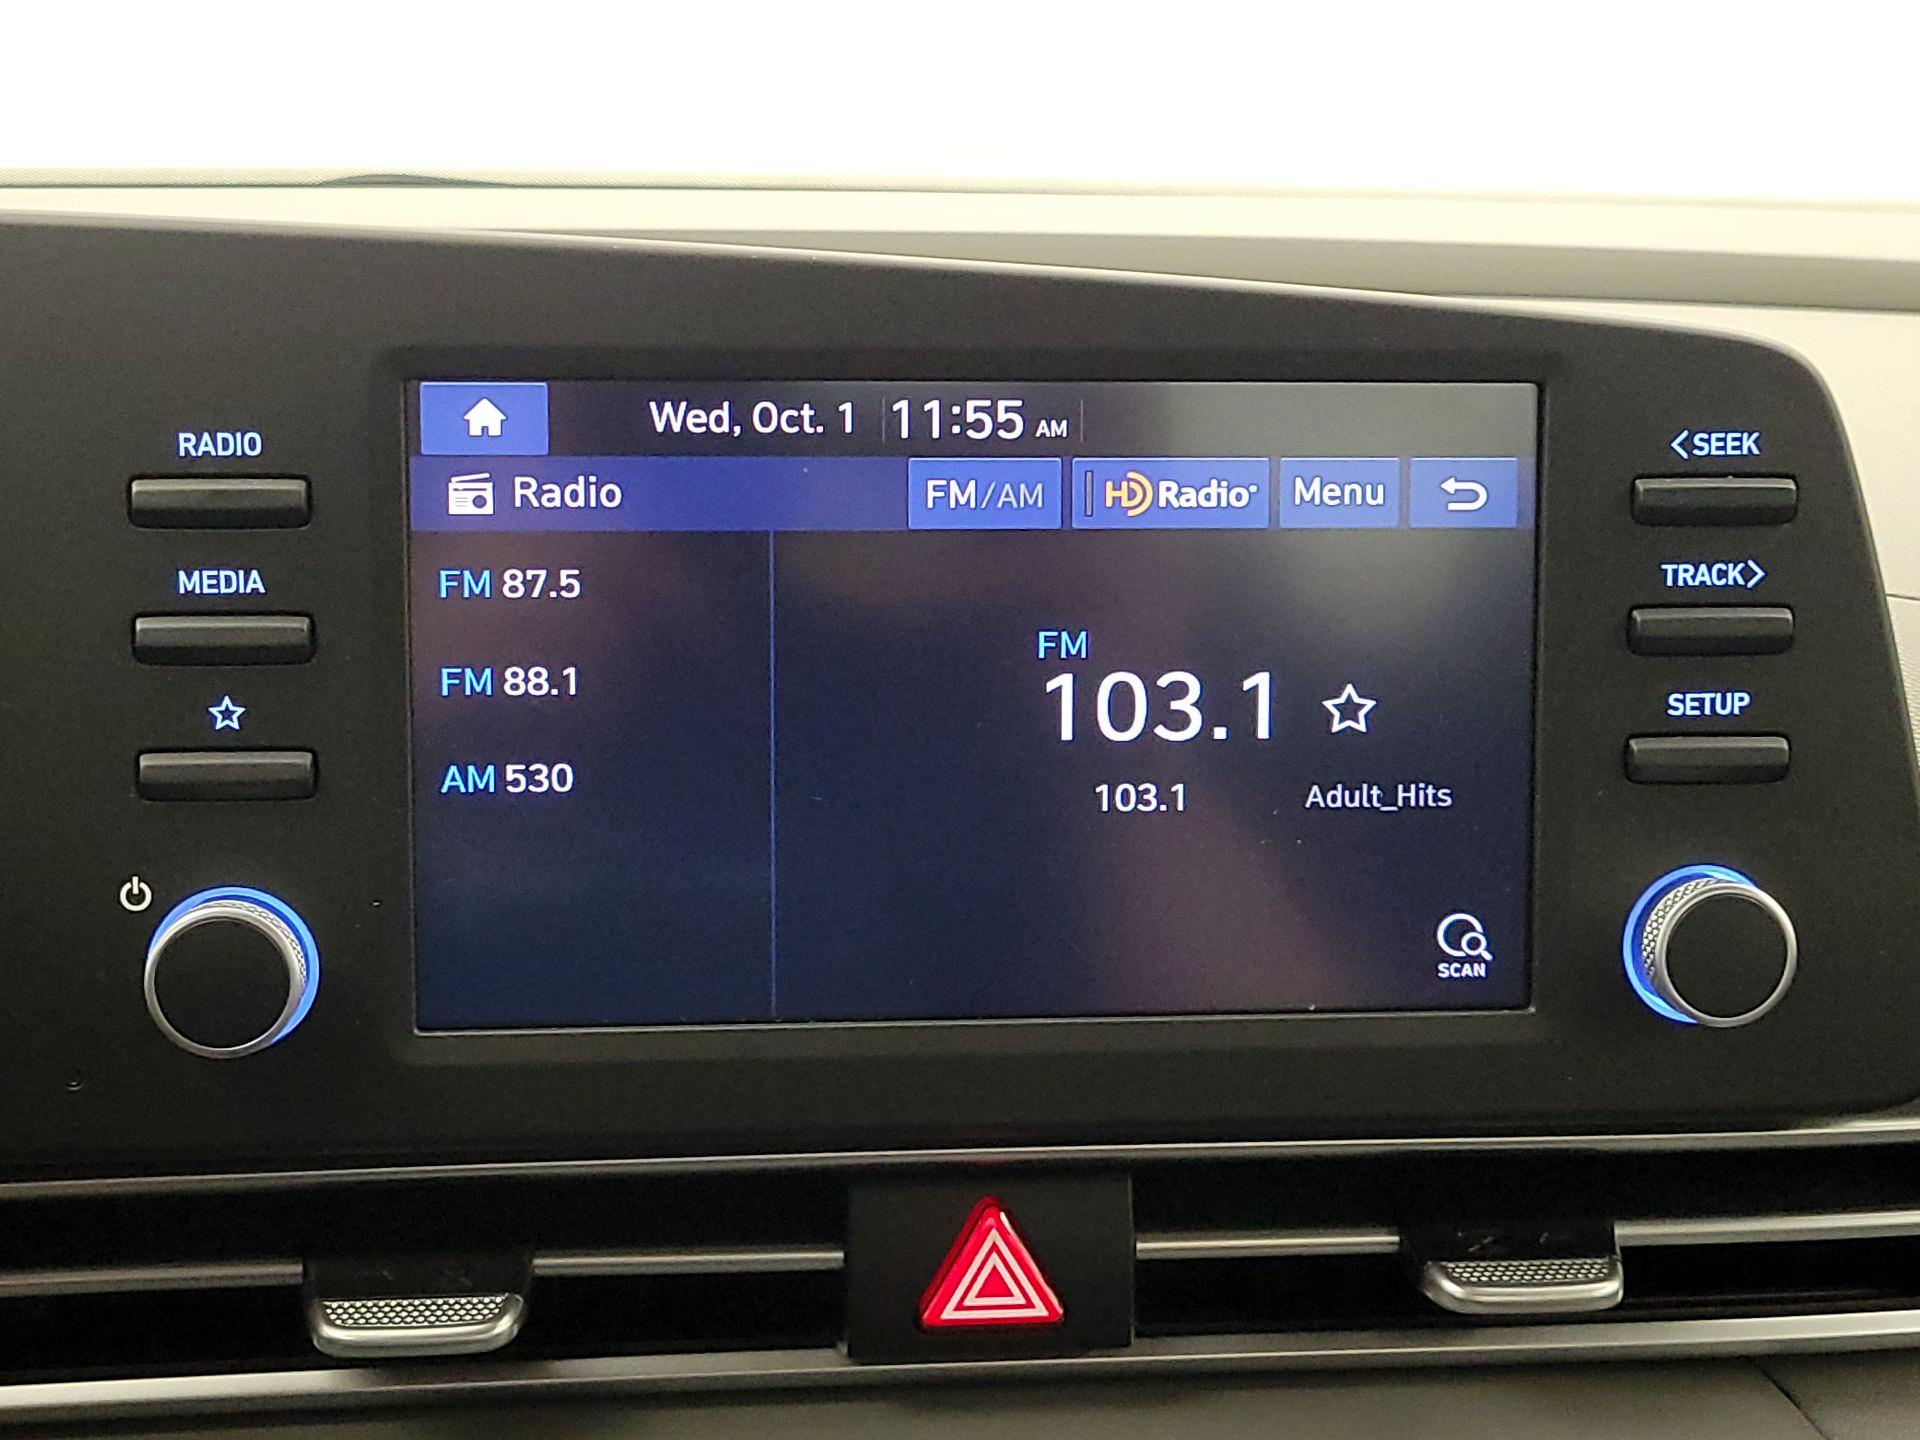 Wed, Oct. 1 11:55 AM
RADIO
<SEEK
Radio FM/AM HD Radio Menu
MEDIA
FM 87.5
TRACK>
FM
FM 88.1
103.1
SETUP
AM 530
103.1 Adult_Hits
SCAN